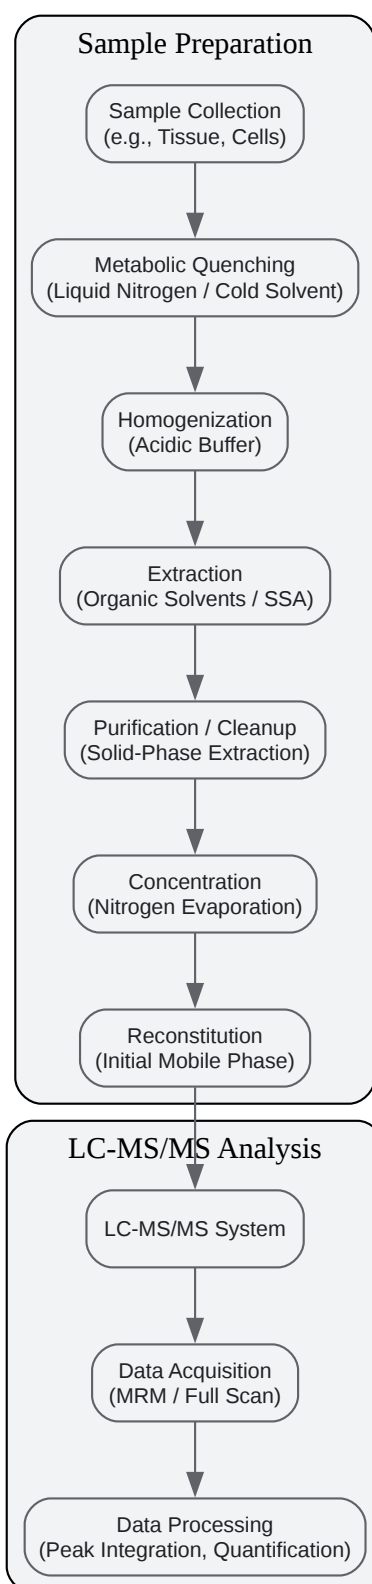 Sample Preparation
Sample Collection
(e.g., Tissue, Cells)
Metabolic Quenching
(Liquid Nitrogen / Cold Solvent)
Homogenization
(Acidic Buffer)
Extraction
(Organic Solvents / SSA)
Purification / Cleanup
(Solid-Phase Extraction)
Concentration
(Nitrogen Evaporation)
Reconstitution
(Initial Mobile Phase)
LC-MS/MS Analysis
LC-MS/MS System
Data Acquisition
(MRM / Full Scan)
Data Processing
(Peak Integration, Quantification)